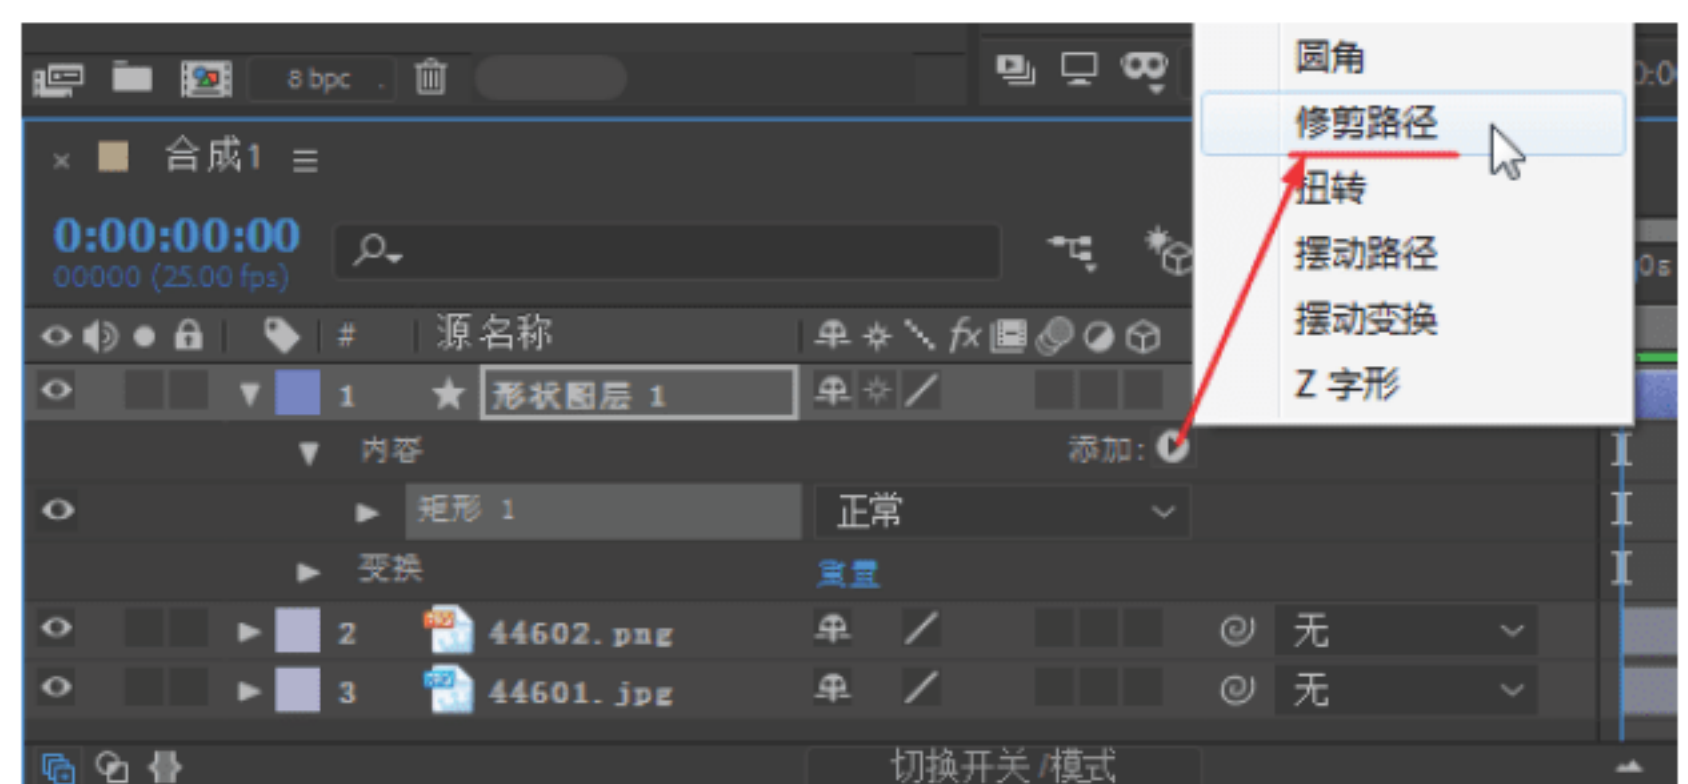 8 bpc
圆角
修剪路径
扭转
摆动路径
摆动变换
Z 字形
合成1
0:00:00:00
00000 (25.00 fps)
0s
#
源名称
fx
1
形状图层 1
内容
添加:
矩形 1
正常
变换
重置
2
44602.png
无
3
44601.jpg
无
切换开关/模式